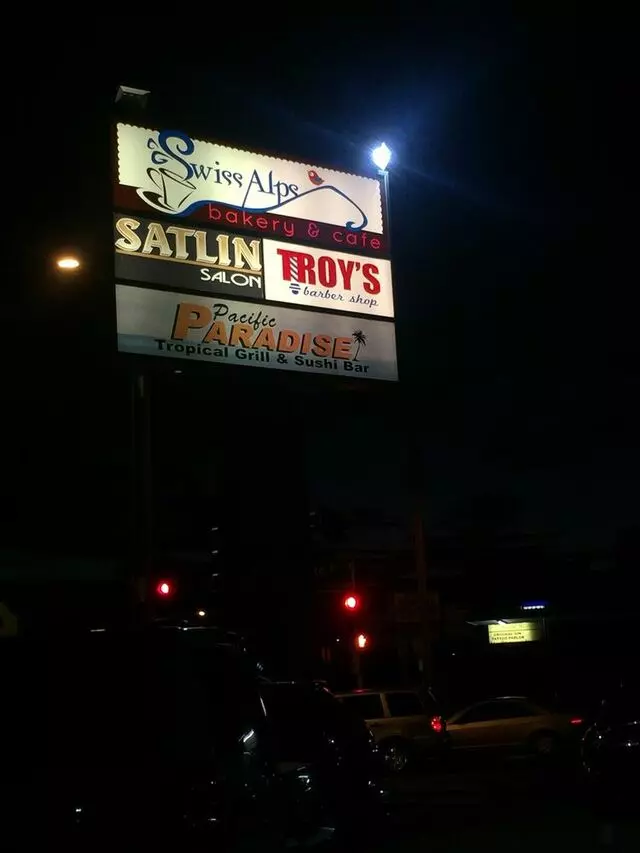 Swiss Alps
bakery & cafe
SATLIN
SALON
TROY'S
barber shop
Pacific
PARADISE
Tropical Grill & Sushi Bar